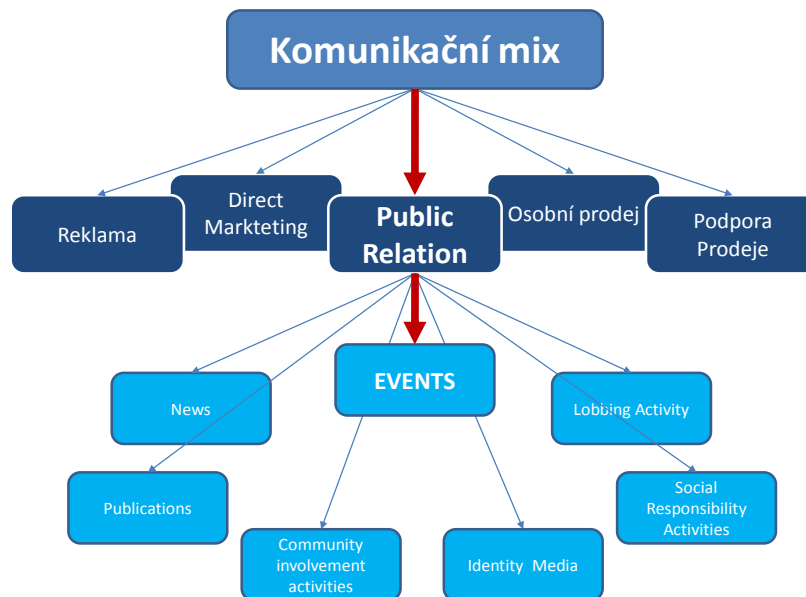 Komunikační mix
Reklama
Direct
Markteting
Public
Relation
Osobní prodej
Podpora
Prodeje
EVENTS
News
Lobbing Activity
Publications
Social
Responsibility
Activities
Community
involvement
activities
Identity Media